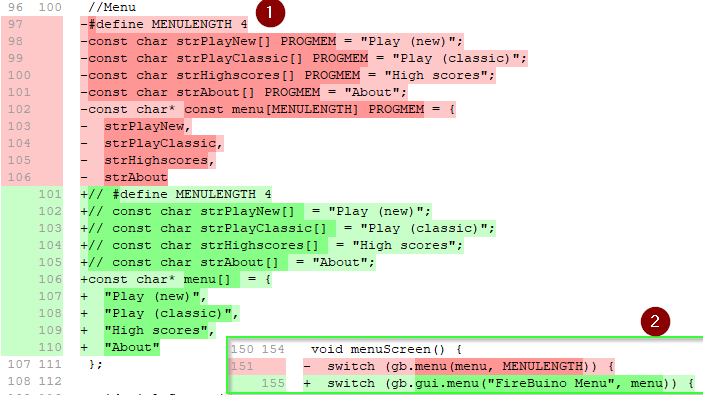 96 100 //Menu
1
97 -#define MENULENGTH 4
98 -const char strPlayNew[] PROGMEM = "Play (new)";
99 -const char strPlayClassic[] PROGMEM = "Play (classic)";
100 -const char strHighscores[] PROGMEM = "High scores";
101 -const char strAbout[] PROGMEM = "About";
102 -const char* const menu[MENULENGTH] PROGMEM = {
103 - strPlayNew,
104 - strPlayClassic,
105 - strHighscores,
106 - strAbout
101 +// #define MENULENGTH 4
102 +// const char strPlayNew[]  = "Play (new)";
103 +// const char strPlayClassic[]  = "Play (classic)";
104 +// const char strHighscores[]  = "High scores";
105 +// const char strAbout[]  = "About";
106 +const char* menu[]  = {
107 + "Play (new)",
108 + "Play (classic)",
109 + "High scores",
110 + "About"
107 111 };
108 112
2
150 154 void menuScreen() {
151 - switch (gb.menu(menu, MENULENGTH)) {
155 + switch (gb.gui.menu("FireBuino Menu", menu)) {